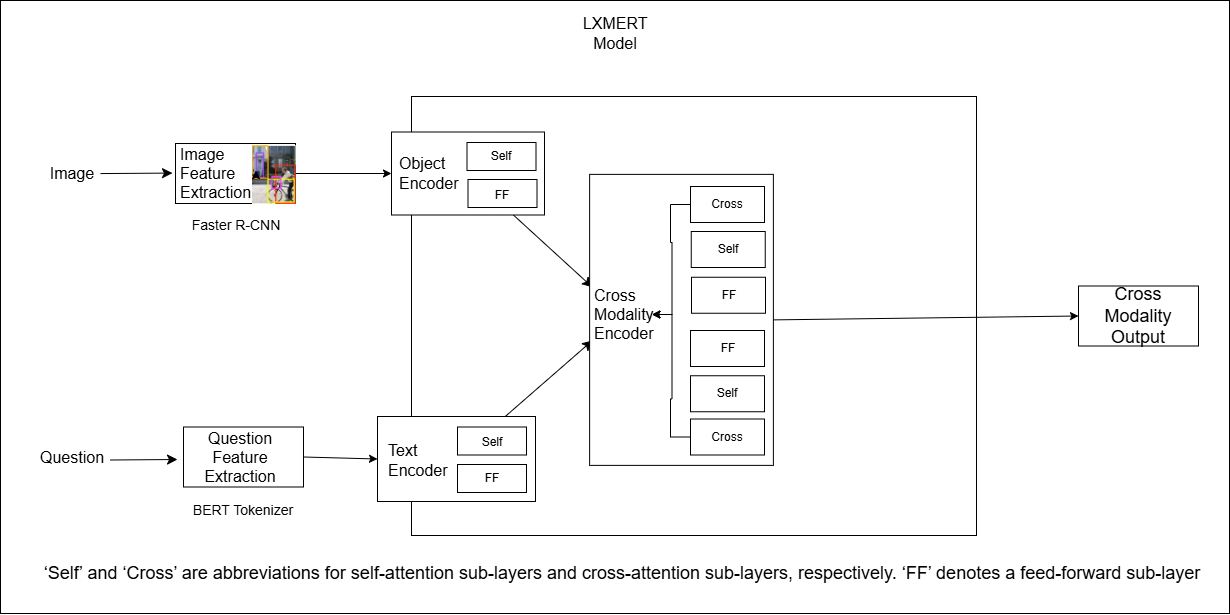 LXMERT
Model
Image
Image
Feature
Extraction
Faster R-CNN
Object
Encoder
Self
FF
Cross
Modality
Encoder
Cross
Self
FF
FF
Self
Cross
Cross
Modality
Output
Question
Question
Feature
Extraction
BERT Tokenizer
Text
Encoder
Self
FF
‘Self’ and ‘Cross’ are abbreviations for self-attention sub-layers and cross-attention sub-layers, respectively. ‘FF’ denotes a feed-forward sub-layer